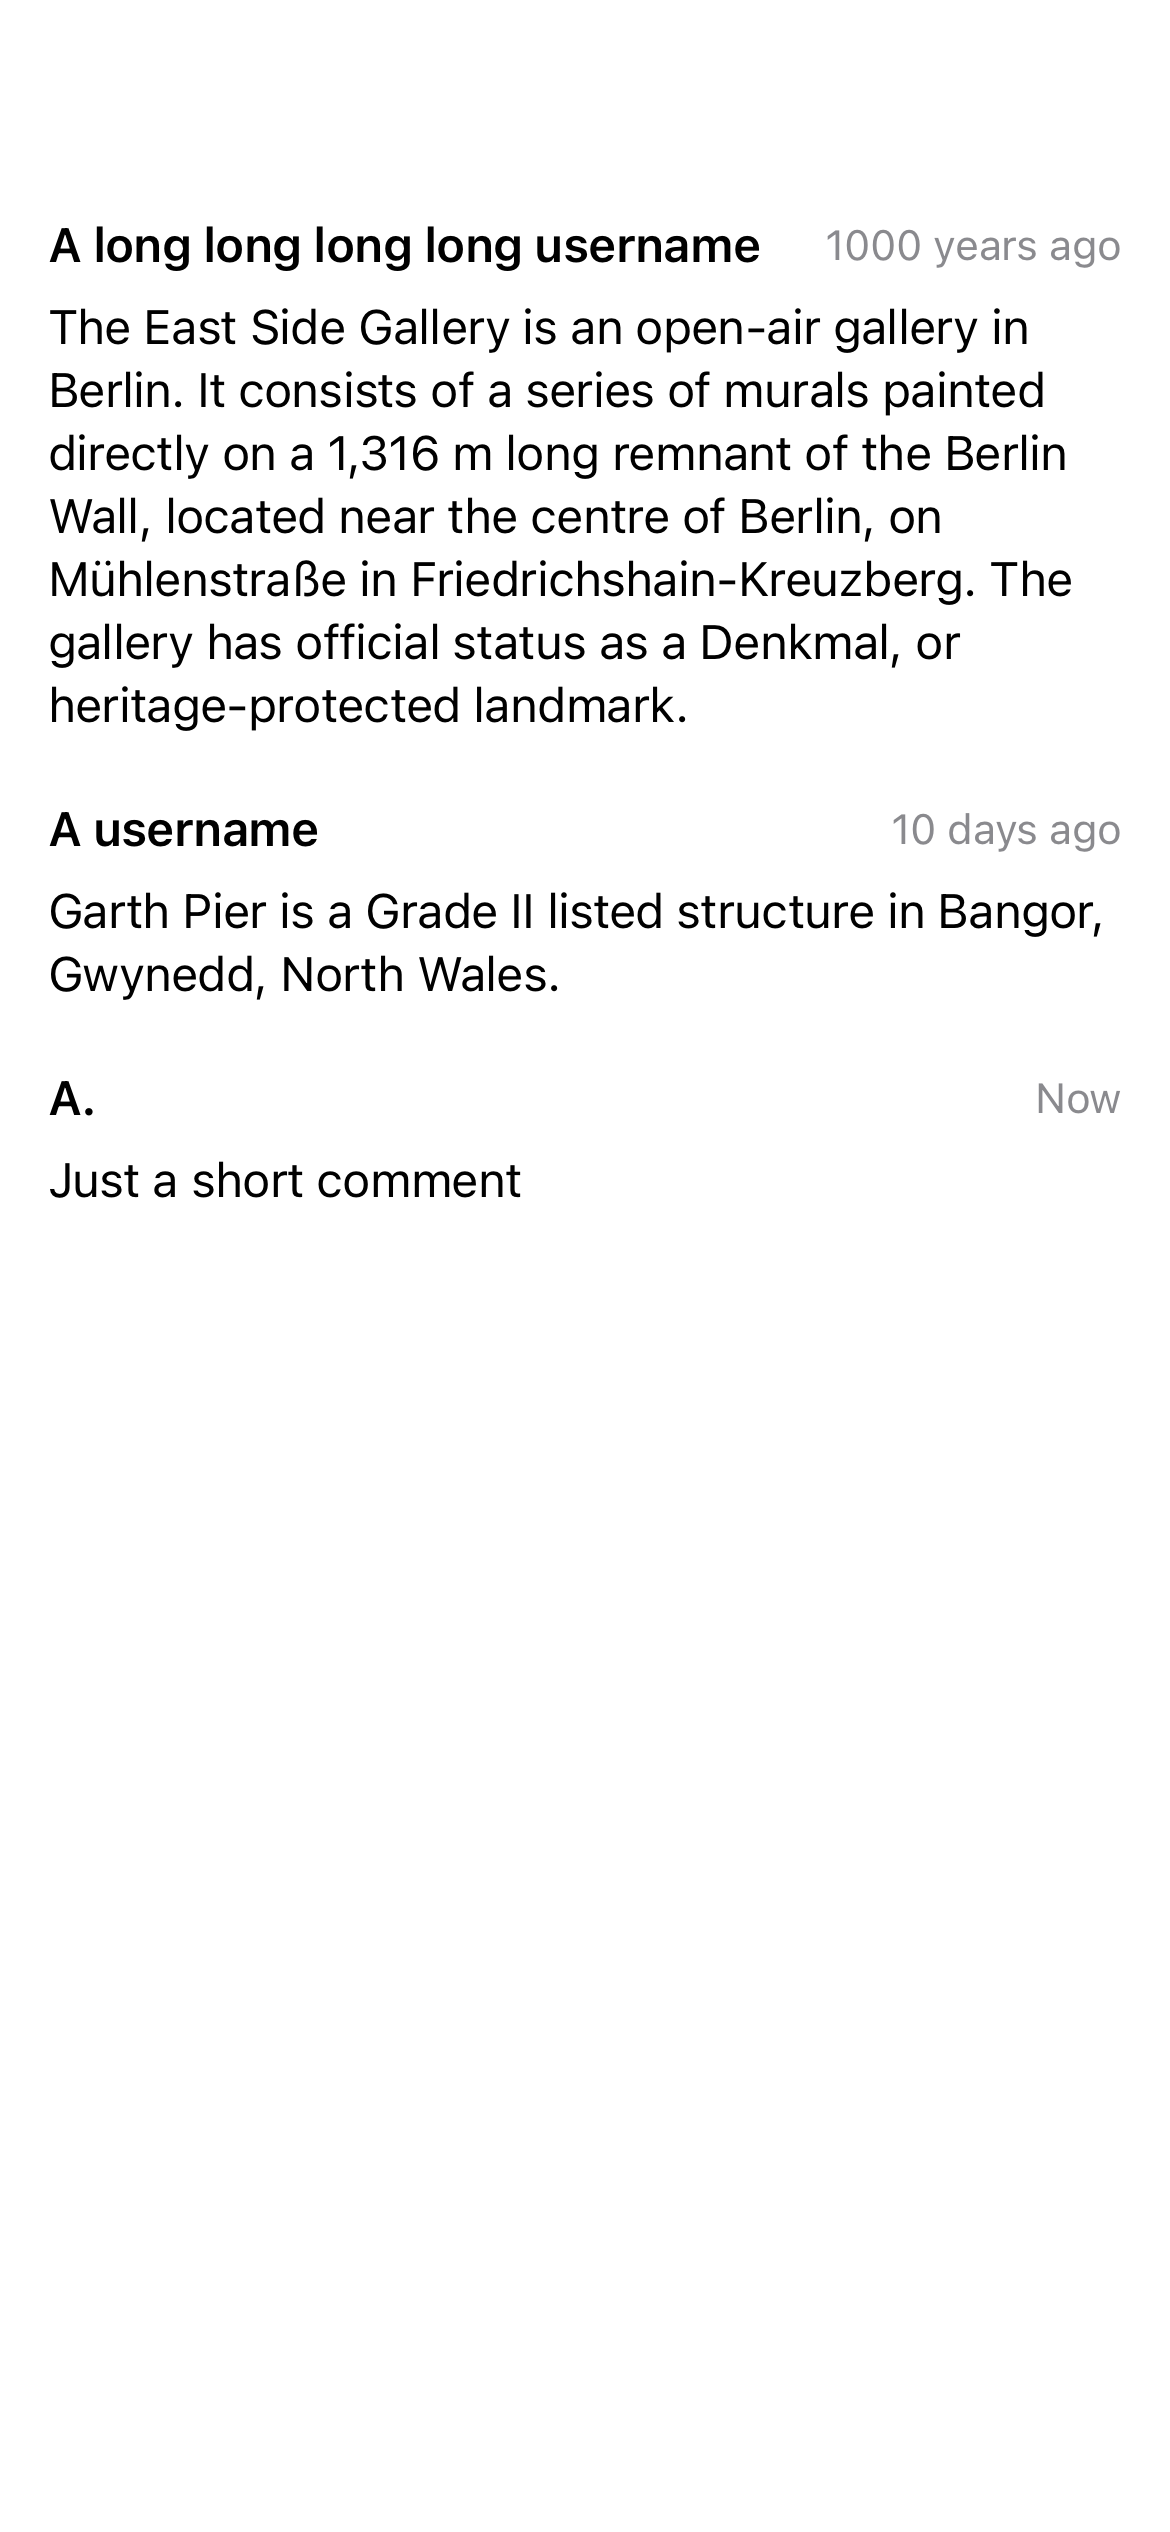 A long long long long username 1000 years ago
The East Side Gallery is an open-air gallery in
Berlin. It consists of a series of murals painted
directly on a 1,316 m long remnant of the Berlin
Wall, located near the centre of Berlin, on
Mühlenstraße in Friedrichshain-Kreuzberg. The
gallery has official status as a Denkmal, or
heritage-protected landmark.
A username 10 days ago
Garth Pier is a Grade II listed structure in Bangor,
Gwynedd, North Wales.
A. Now
Just a short comment